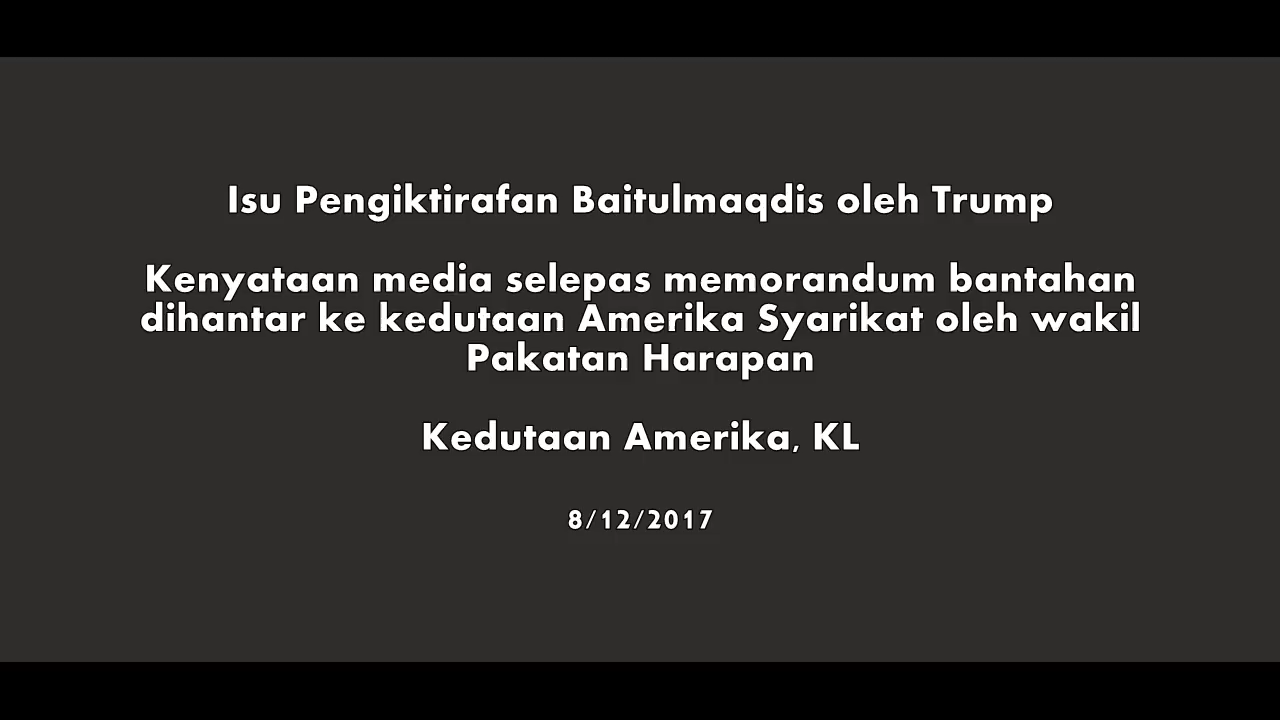 Isu Pengiktirafan Baitulmaqdis oleh Trump
Kenyataan media selepas memorandum bantahan
dihantar ke kedutaan Amerika Syarikat oleh wakil
Pakatan Harapan
Kedutaan Amerika, KL
8/12/2017